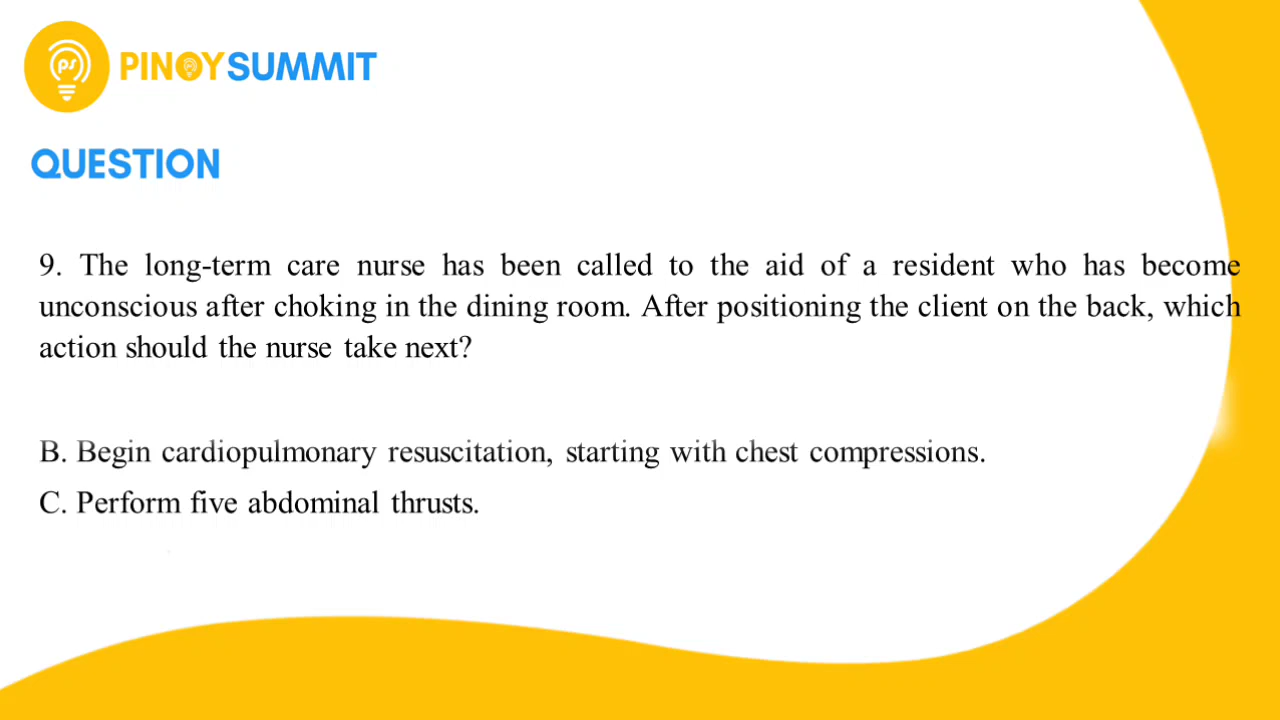 PINOYSUMMIT
QUESTION
9. The long-term care nurse has been called to the aid of a resident who has become
unconscious after choking in the dining room. After positioning the client on the back, which
action should the nurse take next?
B. Begin cardiopulmonary resuscitation, starting with chest compressions.
C. Perform five abdominal thrusts.